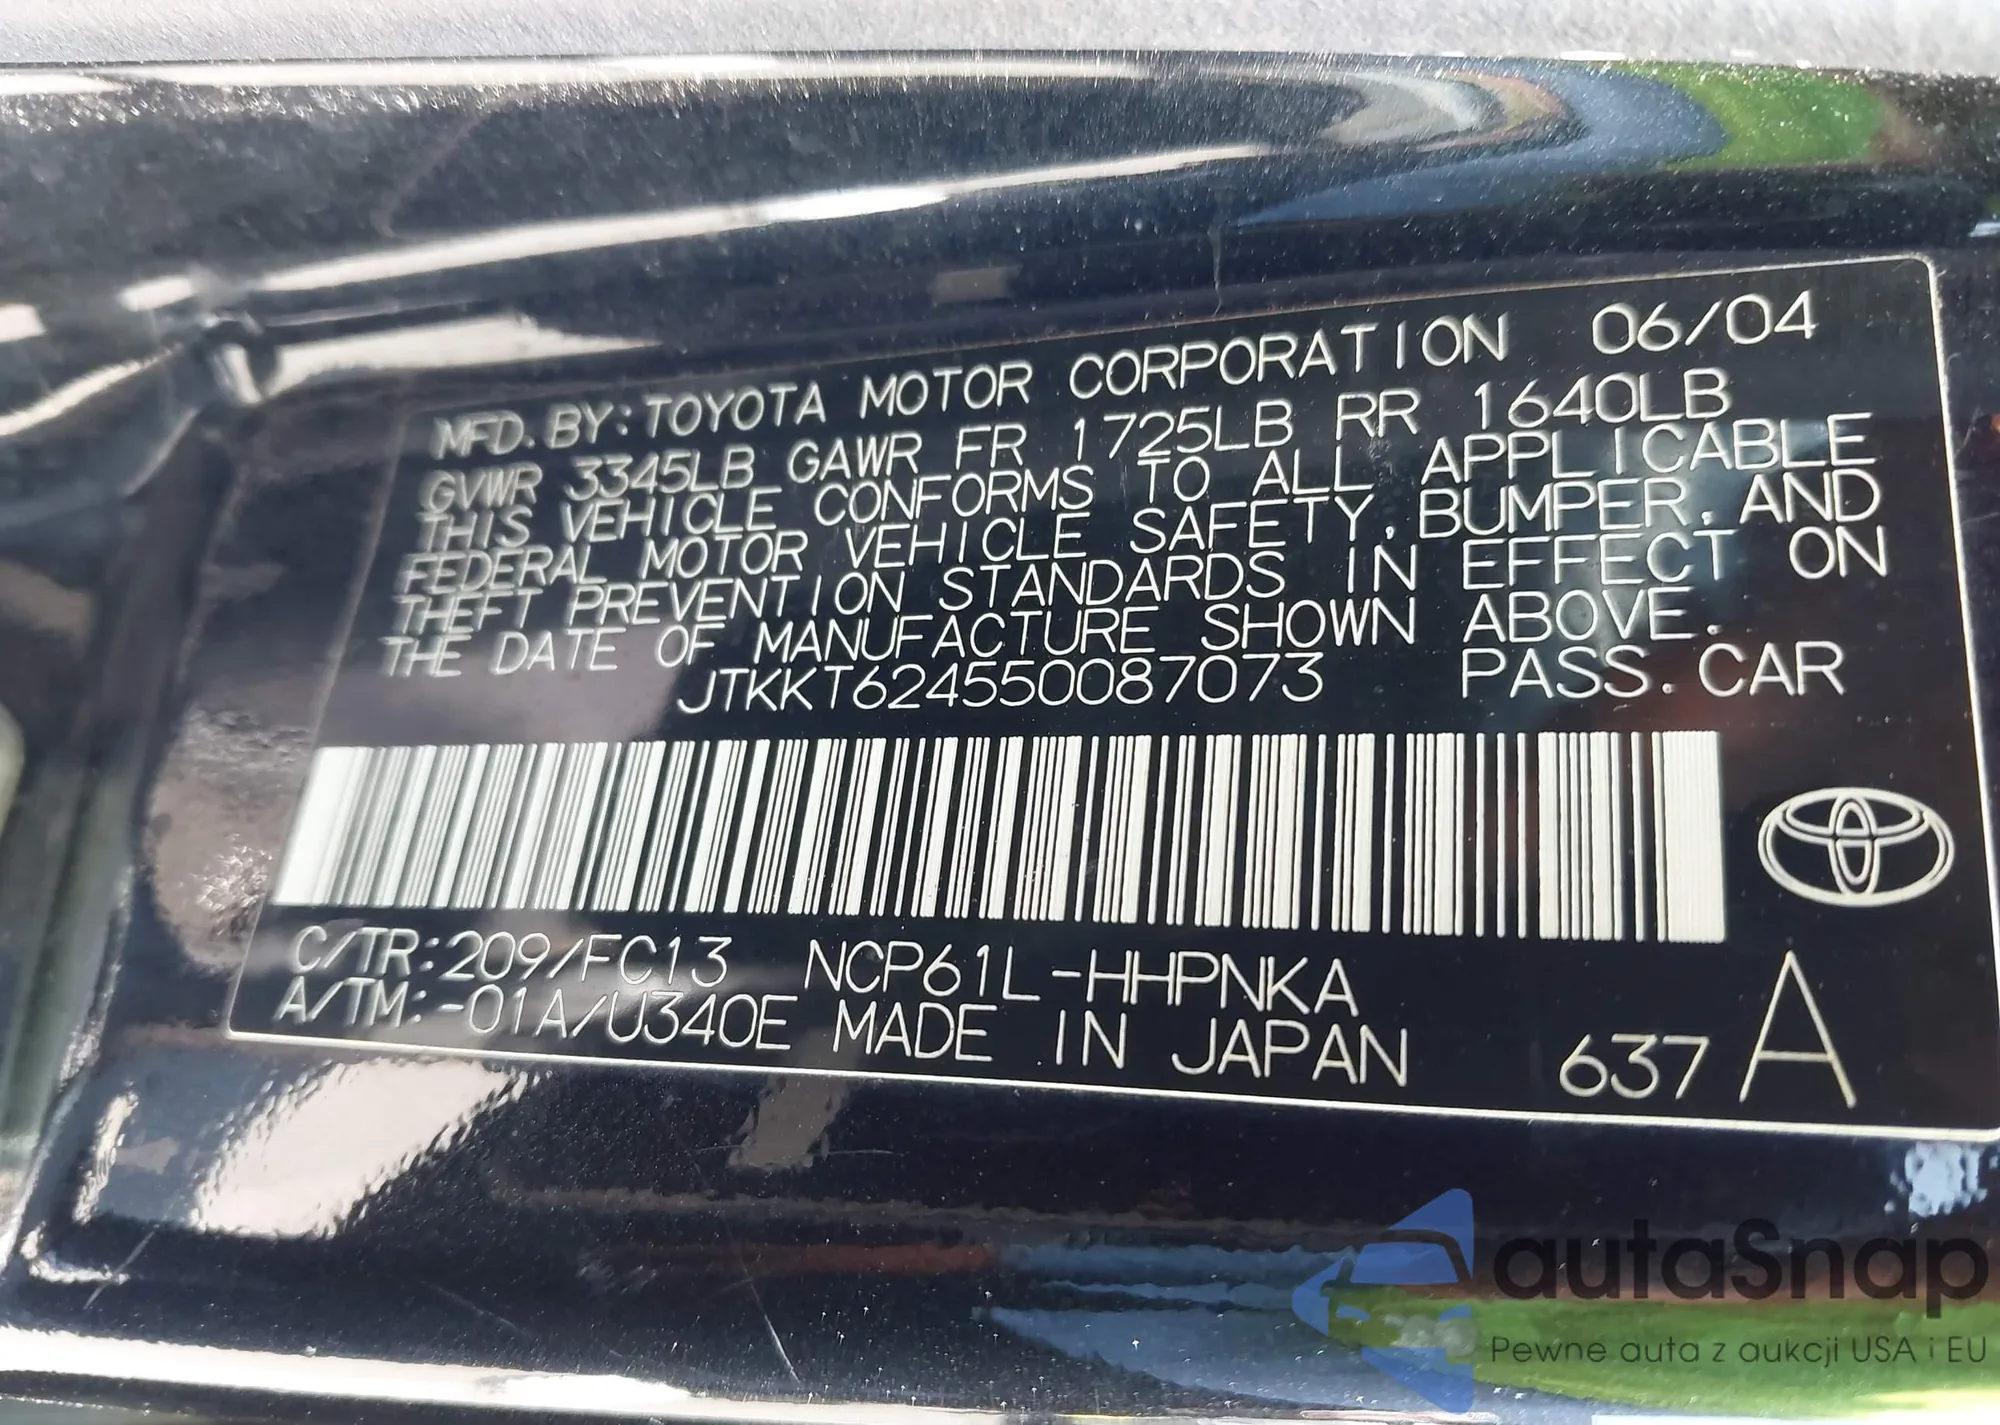 MFD. BY: TOYOTA MOTOR CORPORATION 06/04
GVWR 3345LB GAWR FR 1725LB RR 1640LB
THIS VEHICLE CONFORMS TO ALL APPLICABLE
FEDERAL MOTOR VEHICLE SAFETY, BUMPER, AND
THEFT PREVENTION STANDARDS IN EFFECT ON
THE DATE OF MANUFACTURE SHOWN ABOVE.
JTKKT624550087073 PASS. CAR
C/TR: 209/FC13 NCP61L-HHPNKA
A/TM: -01A/U340E MADE IN JAPAN 637 A
autaSnap
Pewne auta z aukcji USA i EU